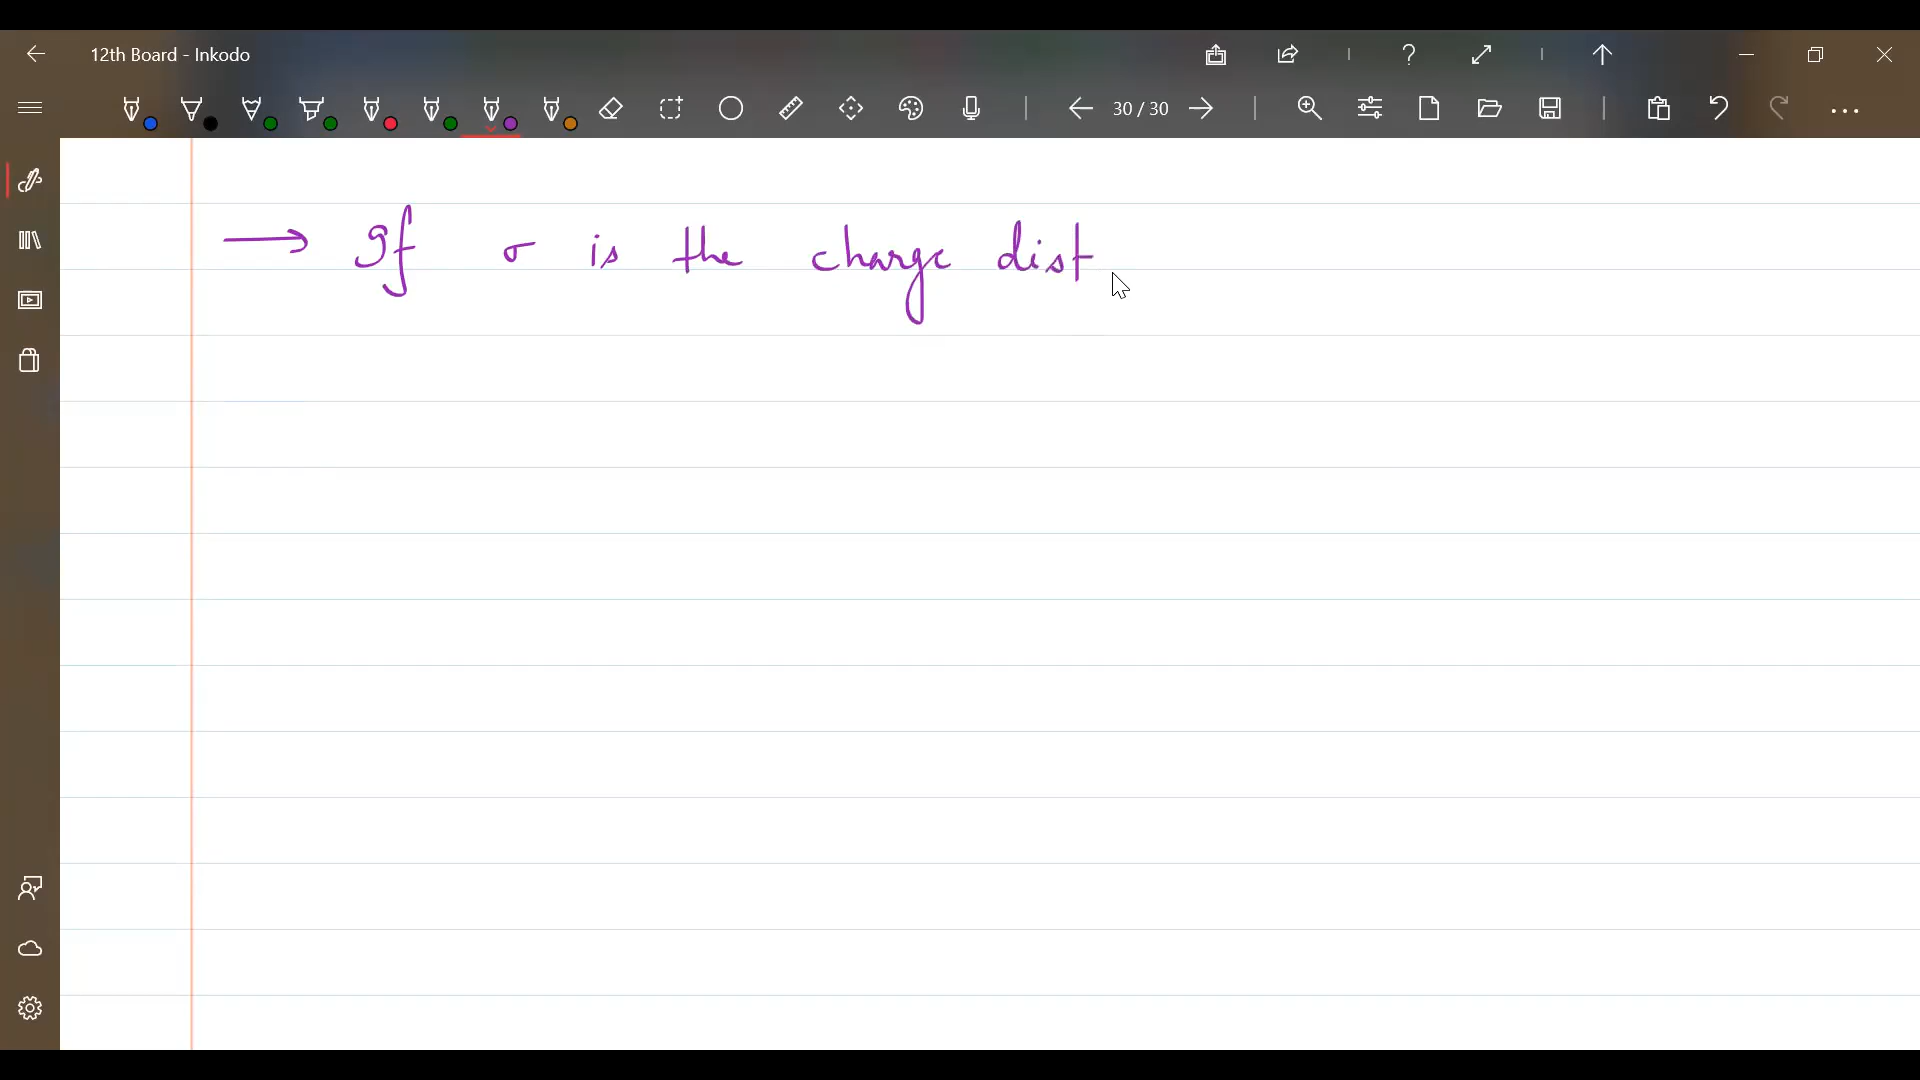 12th Board - Inkodo
30 / 30
→ If σ is the charge dist